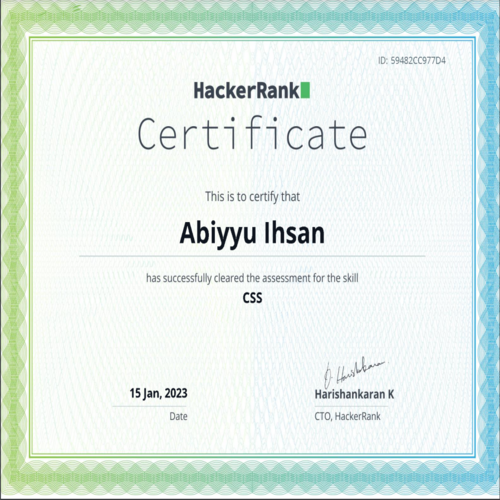 ID: 59482CC977D4
HackerRank
Certificate
This is to certify that
Abiyyu Ihsan
has successfully cleared the assessment for the skill
CSS
15 Jan, 2023
Date
Harishankaran K
CTO, HackerRank